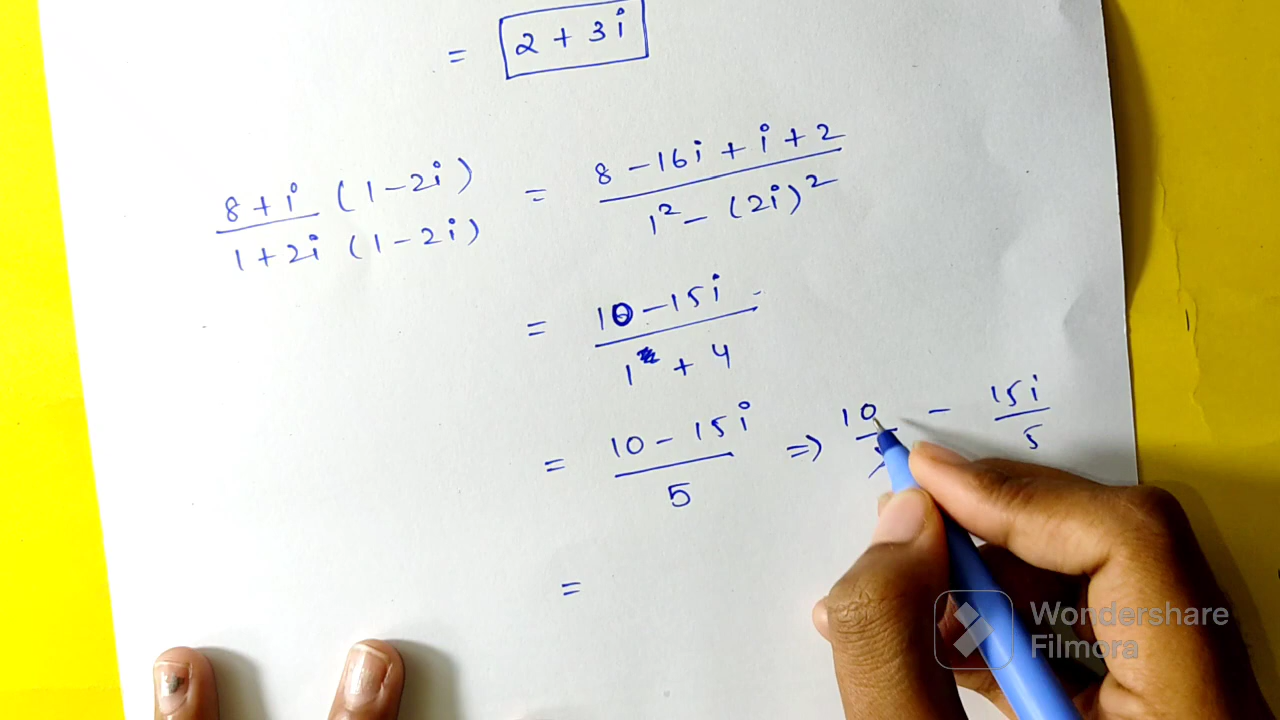 = 2 + 3i
8 + i (1 - 2i) / 1 + 2i (1 - 2i) = 8 - 16i + i + 2 / 1² - (2i)²
= 10 - 15i / 1 + 4
= 10 - 15i / 5 => 10 / - 15i / 5
=
Wondershare
Filmora